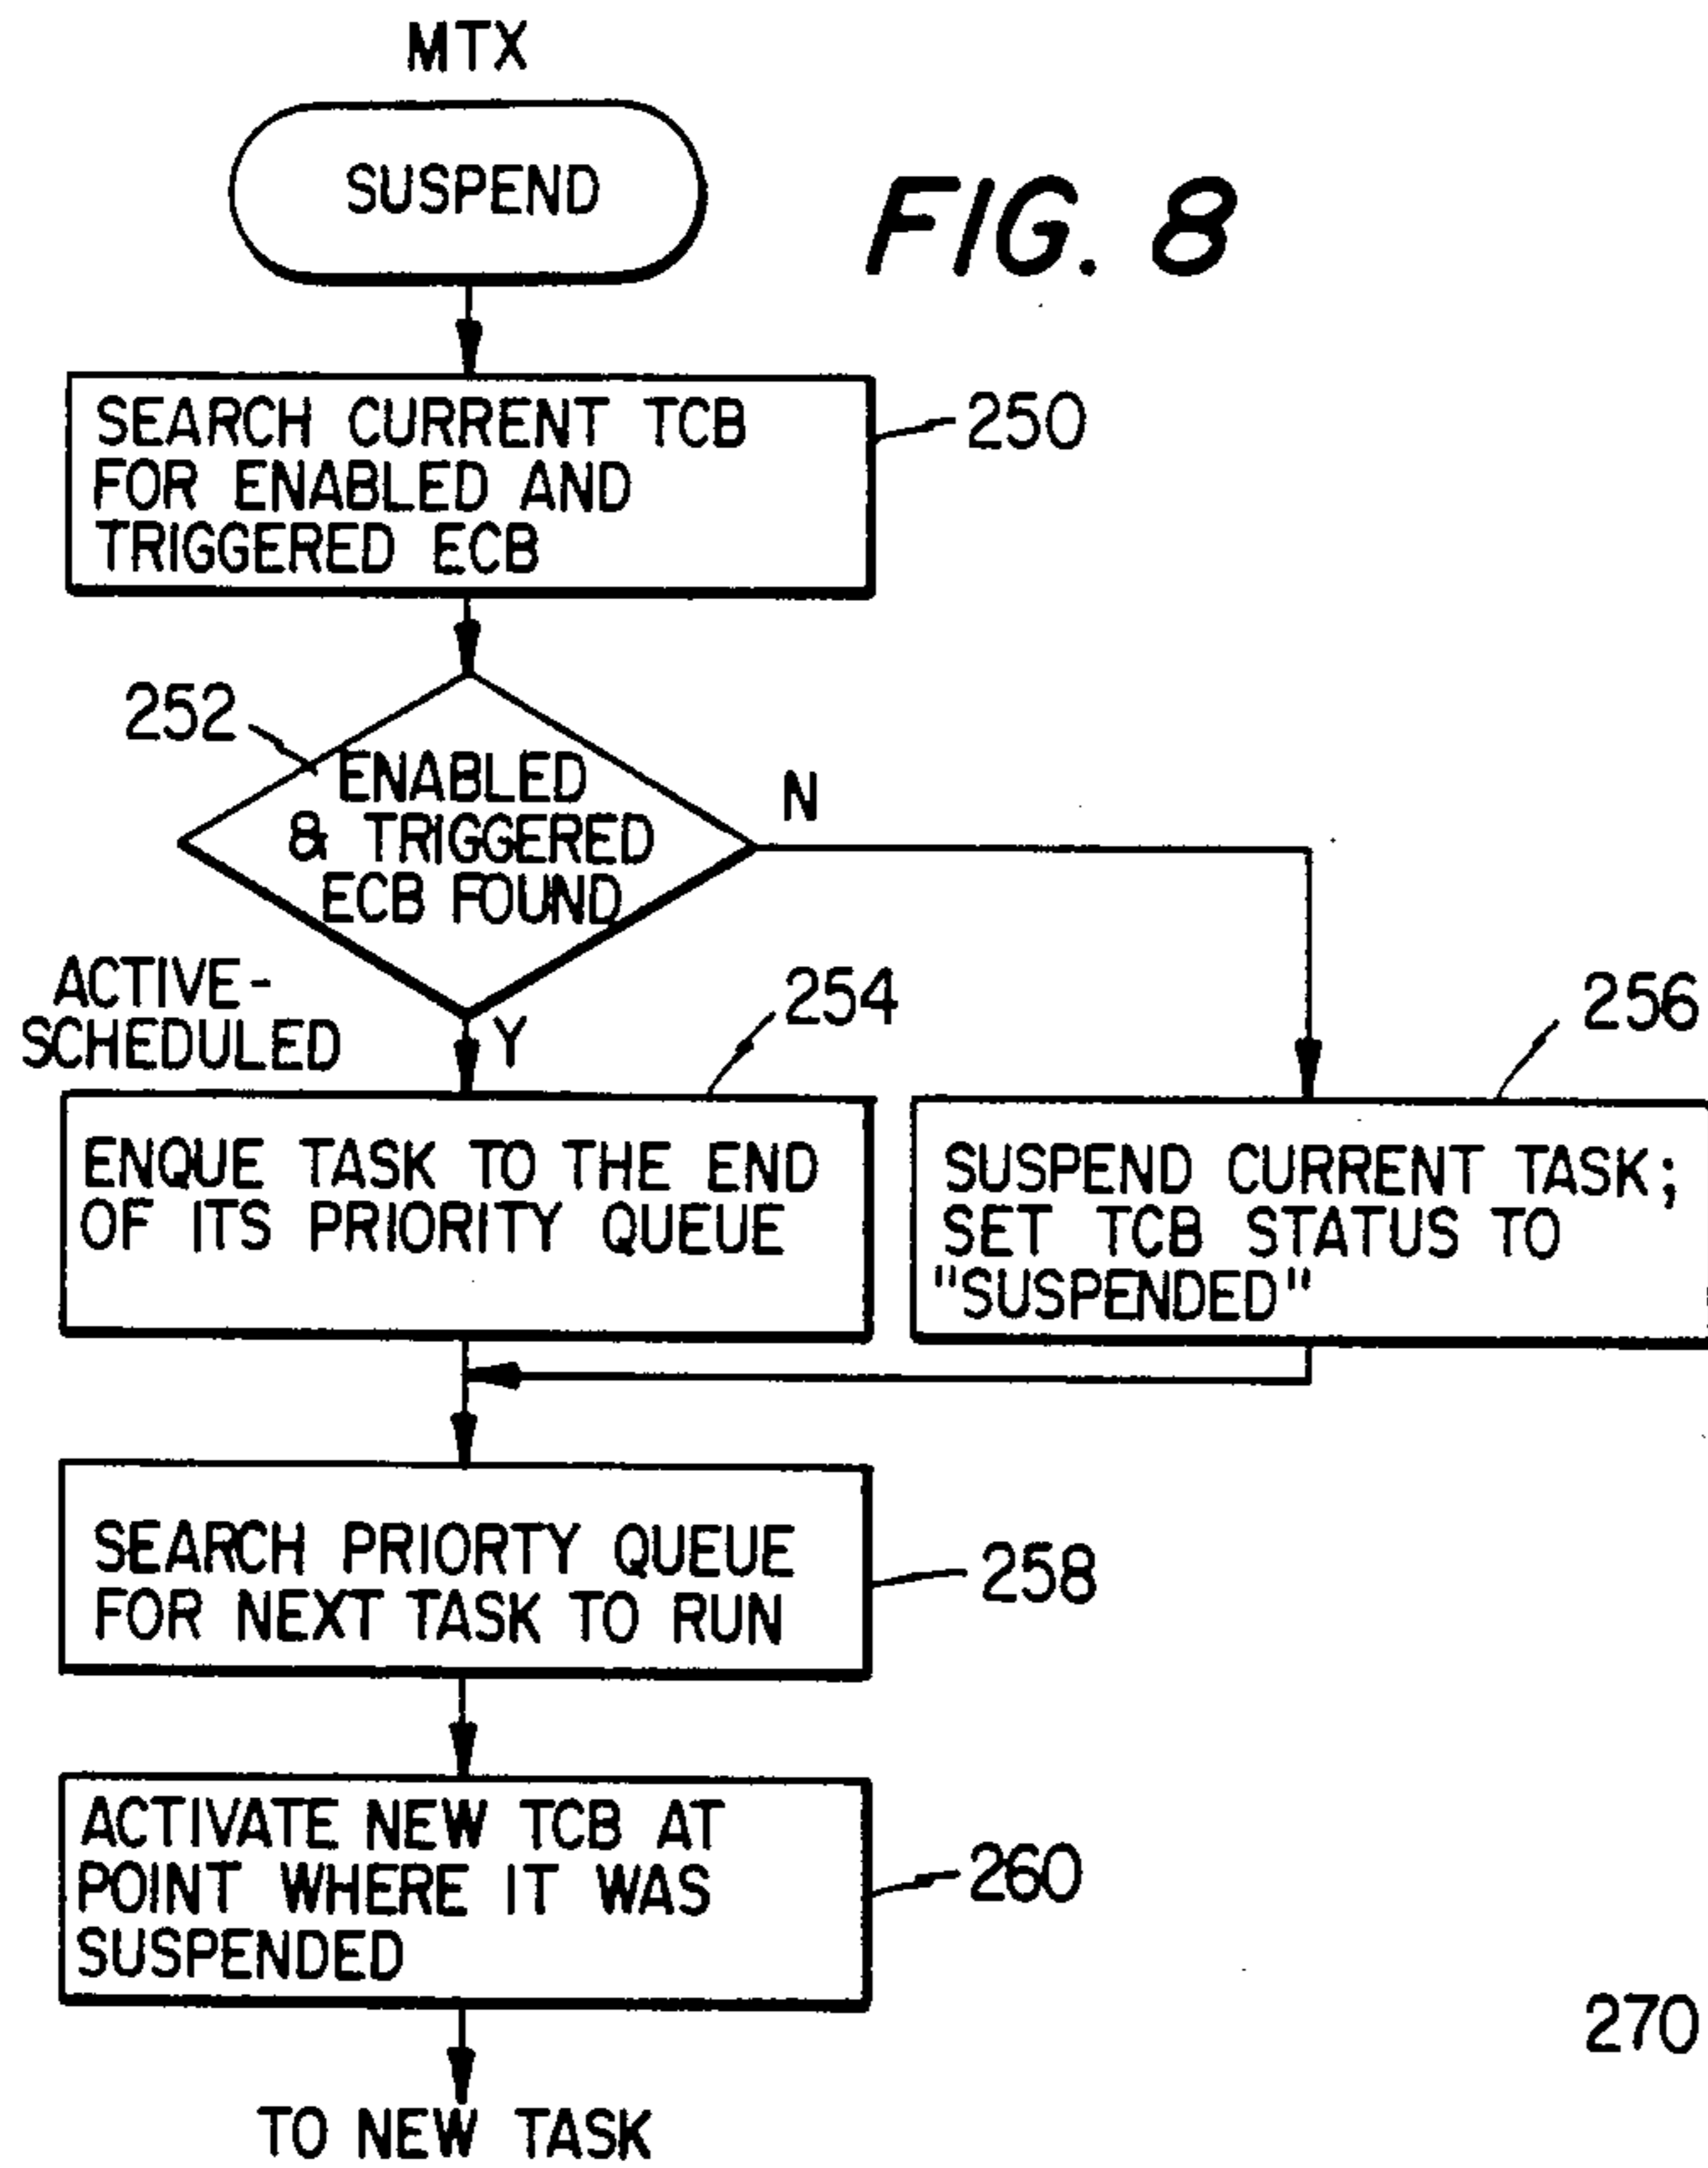 MTX
SUSPEND
FIG. 8
SEARCH CURRENT TCB
FOR ENABLED AND
TRIGGERED ECB
250
252
ENABLED
& TRIGGERED
ECB FOUND
N
ACTIVE-
SCHEDULED
Y
254
256
ENQUE TASK TO THE END
OF ITS PRIORITY QUEUE
SUSPEND CURRENT TASK;
SET TCB STATUS TO
"SUSPENDED"
SEARCH PRIORTY QUEUE
FOR NEXT TASK TO RUN
258
ACTIVATE NEW TCB AT
POINT WHERE IT WAS
SUSPENDED
260
270
TO NEW TASK